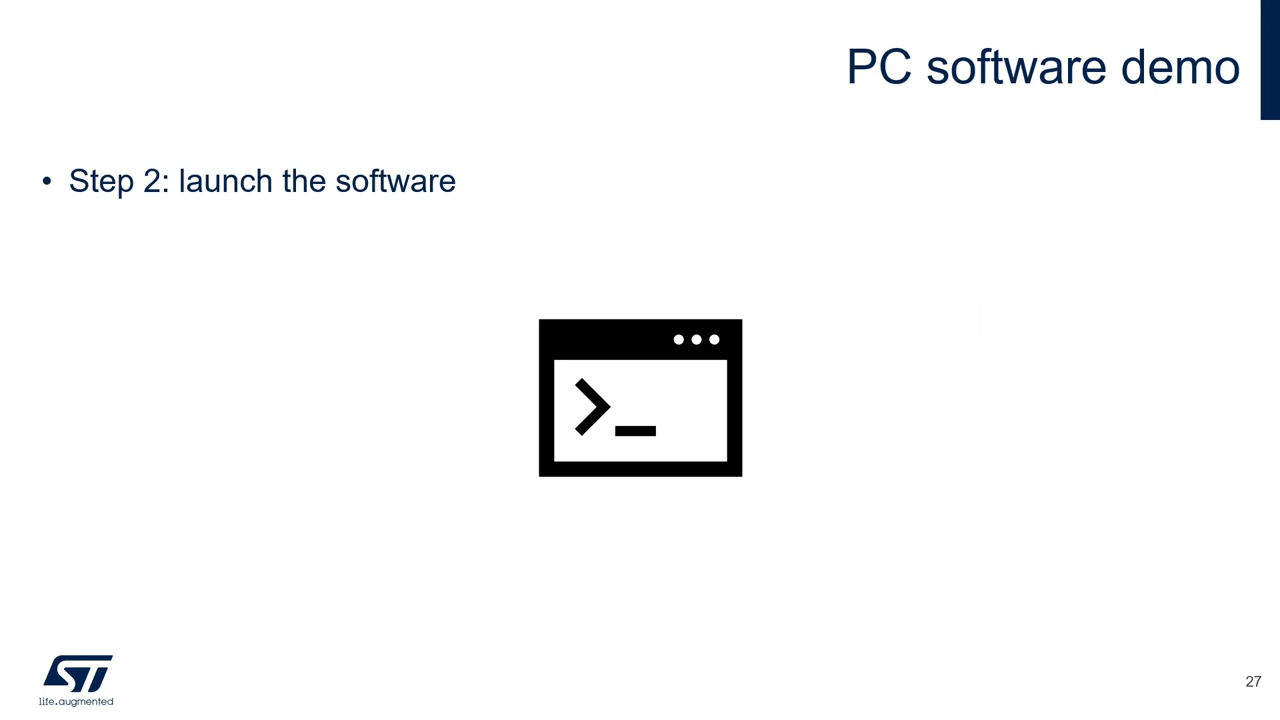 PC software demo
• Step 2: launch the software
>_
ST
life.augmented
27